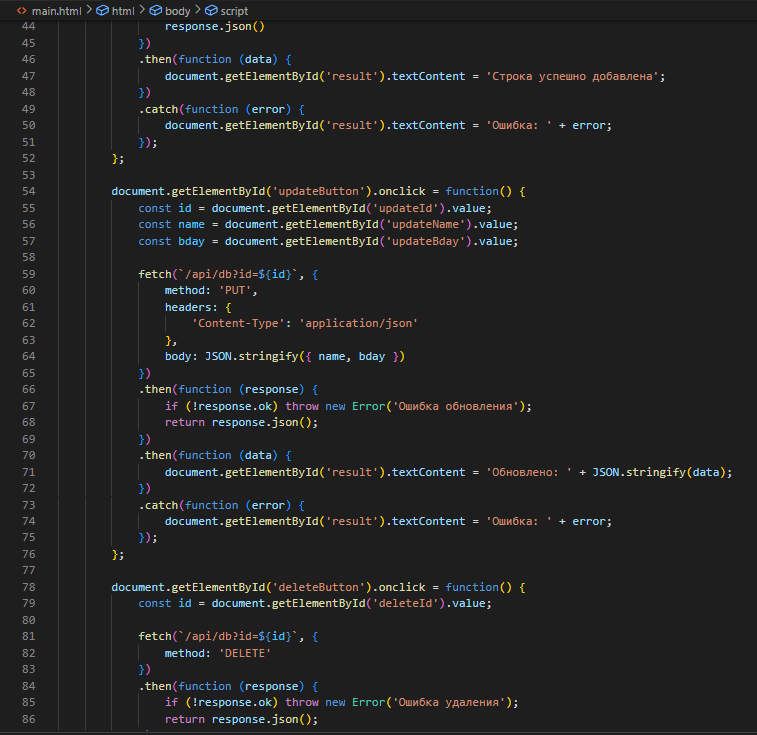 main.html > html > body > script
44 response.json()
45 })
46 .then(function (data) {
47 document.getElementById('result').textContent = 'Строка успешно добавлена';
48 })
49 .catch(function (error) {
50 document.getElementById('result').textContent = 'Ошибка: ' + error;
51 });
52 };
53
54 document.getElementById('updateButton').onclick = function() {
55 const id = document.getElementById('updateId').value;
56 const name = document.getElementById('updateName').value;
57 const bday = document.getElementById('updateBday').value;
58
59 fetch(`/api/db?id=${id}`, {
60 method: 'PUT',
61 headers: {
62 'Content-Type': 'application/json'
63 },
64 body: JSON.stringify({ name, bday })
65 })
66 .then(function (response) {
67 if (!response.ok) throw new Error('Ошибка обновления');
68 return response.json();
69 })
70 .then(function (data) {
71 document.getElementById('result').textContent = 'Обновлено: ' + JSON.stringify(data);
72 })
73 .catch(function (error) {
74 document.getElementById('result').textContent = 'Ошибка: ' + error;
75 });
76 };
77
78 document.getElementById('deleteButton').onclick = function() {
79 const id = document.getElementById('deleteId').value;
80
81 fetch(`/api/db?id=${id}`, {
82 method: 'DELETE'
83 })
84 .then(function (response) {
85 if (!response.ok) throw new Error('Ошибка удаления');
86 return response.json();